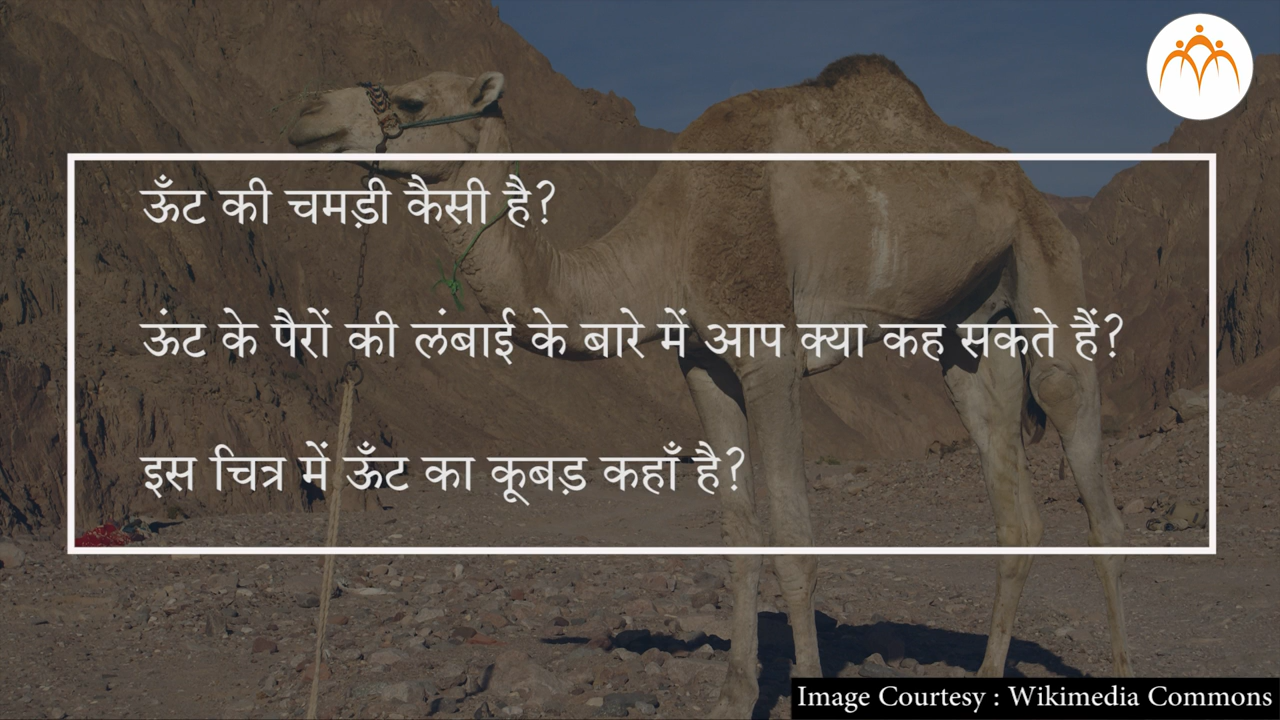 ऊँट की चमड़ी कैसी है?
ऊंट के पैरों की लंबाई के बारे में आप क्या कह सकते हैं?
इस चित्र में ऊँट का कूबड़ कहाँ है?
Image Courtesy : Wikimedia Commons